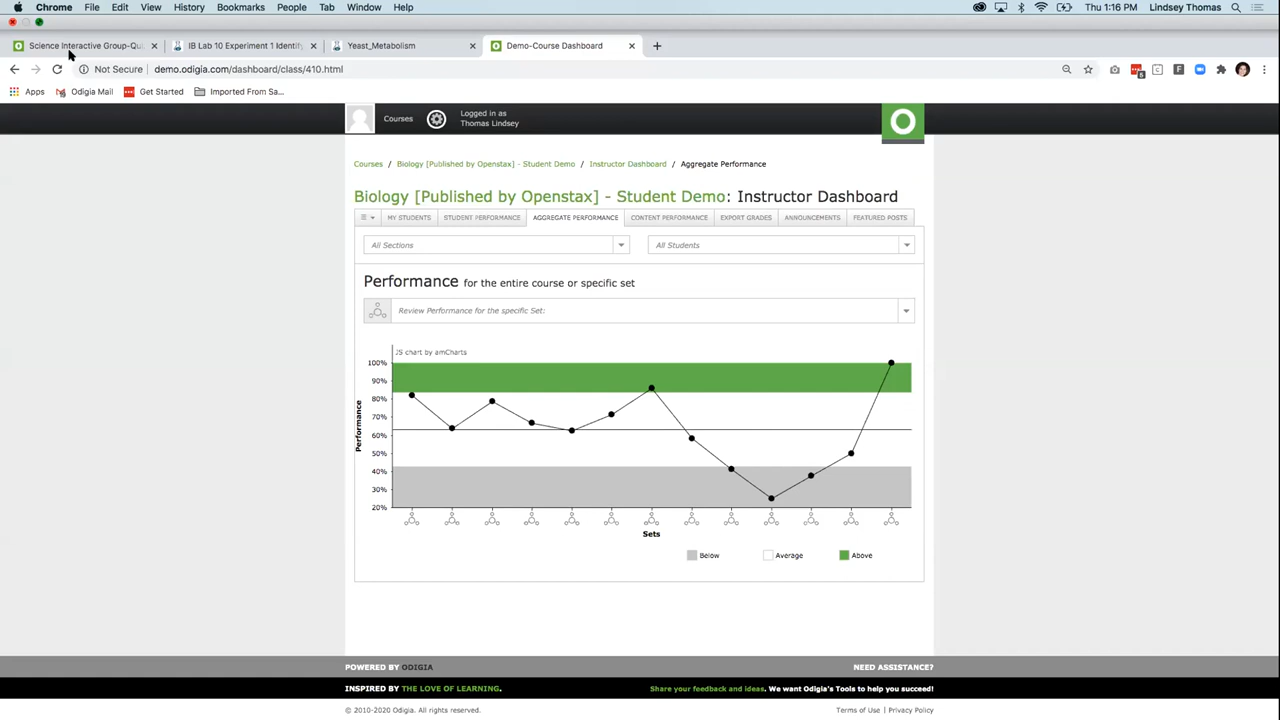 Chrome File Edit View History Bookmarks People Tab Window Help Thu 1:16 PM Lindsey Thomas
Science Interactive Group-Qu IB Lab 10 Experiment 1 Identify Yeast_Metabolism Demo-Course Dashboard
Not Secure demo.odigia.com/dashboard/class/410.html
Apps Odigia Mail Get Started Imported From Sa...
Courses Logged in as
Thomas Lindsey
Courses / Biology [Published by Openstax] - Student Demo / Instructor Dashboard / Aggregate Performance
Biology [Published by Openstax] - Student Demo: Instructor Dashboard
MY STUDENTS STUDENT PERFORMANCE AGGREGATE PERFORMANCE CONTENT PERFORMANCE EXPORT GRADES ANNOUNCEMENTS FEATURED POSTS
All Sections All Students
Performance for the entire course or specific set
Review Performance for the specific Set:
JS chart by amCharts
100%
90%
80%
70%
60%
50%
40%
30%
20%
Performance
Sets
Below Average Above
POWERED BY ODIGIA NEED ASSISTANCE?
INSPIRED BY THE LOVE OF LEARNING. Share your feedback and ideas. We want Odigia's Tools to help you succeed!
© 2010-2020 Odigia. All rights reserved. Terms of Use | Privacy Policy